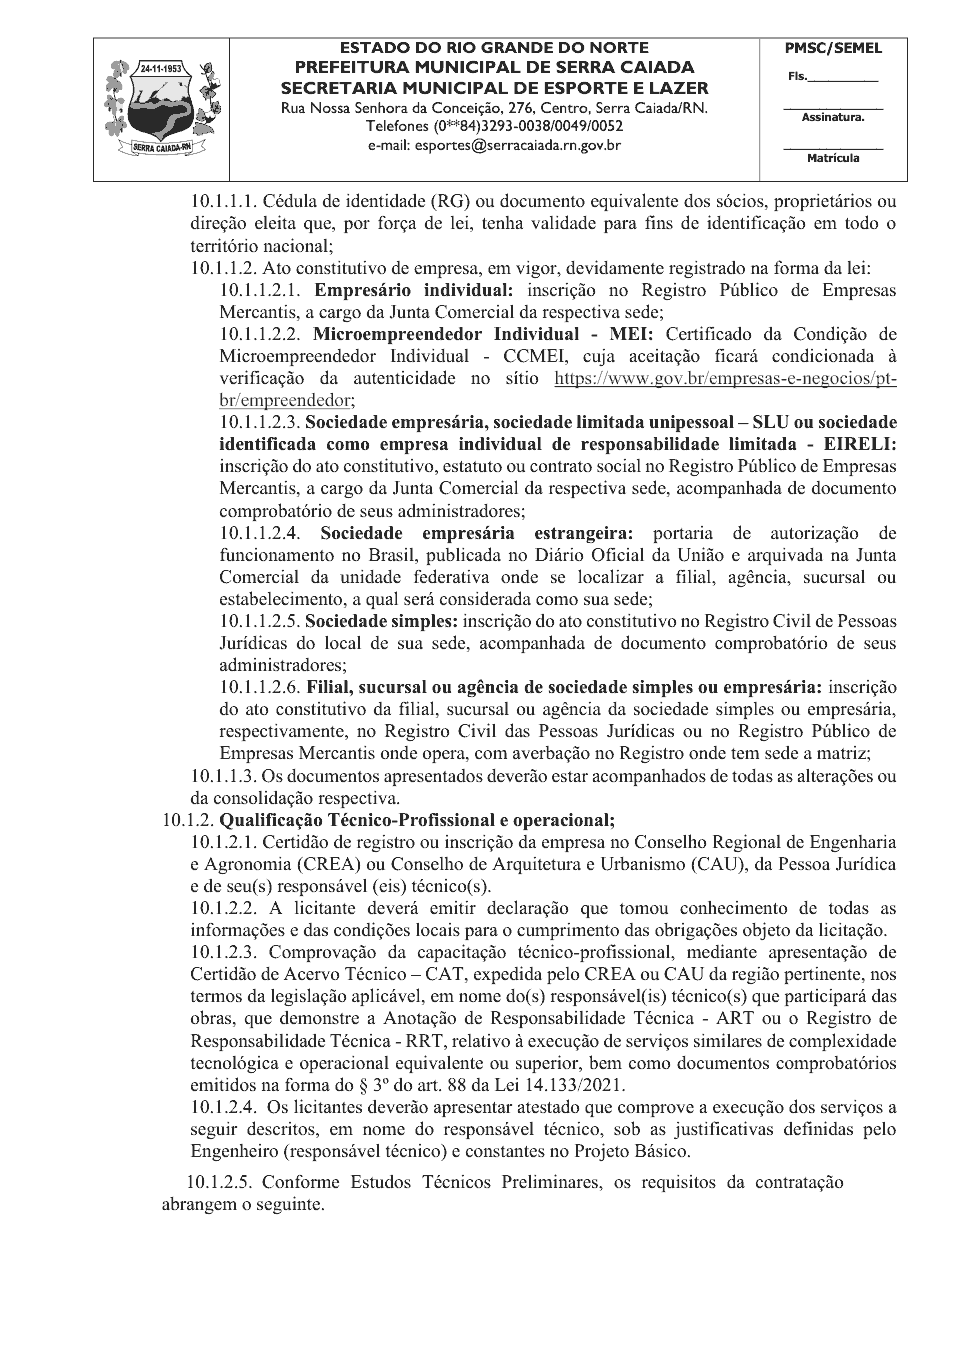 24-11-1953
SERRA CAIADA-RN
ESTADO DO RIO GRANDE DO NORTE
PREFEITURA MUNICIPAL DE SERRA CAIADA
SECRETARIA MUNICIPAL DE ESPORTE E LAZER
Rua Nossa Senhora da Conceição, 276, Centro, Serra Caiada/RN.
Telefones (0**84)3293-0038/0049/0052
e-mail: esportes@serracaiada.rn.gov.br
PMSC/SEMEL
Fls.___________
Assinatura.
Matrícula
10.1.1.1. Cédula de identidade (RG) ou documento equivalente dos sócios, proprietários ou
direção eleita que, por força de lei, tenha validade para fins de identificação em todo o
território nacional;
10.1.1.2. Ato constitutivo de empresa, em vigor, devidamente registrado na forma da lei:
10.1.1.2.1. Empresário individual: inscrição no Registro Público de Empresas
Mercantis, a cargo da Junta Comercial da respectiva sede;
10.1.1.2.2. Microempreendedor Individual - MEI: Certificado da Condição de
Microempreendedor Individual - CCMEI, cuja aceitação ficará condicionada à
verificação da autenticidade no sítio https://www.gov.br/empresas-e-negocios/pt-
br/empreendedor;
10.1.1.2.3. Sociedade empresária, sociedade limitada unipessoal – SLU ou sociedade
identificada como empresa individual de responsabilidade limitada - EIRELI:
inscrição do ato constitutivo, estatuto ou contrato social no Registro Público de Empresas
Mercantis, a cargo da Junta Comercial da respectiva sede, acompanhada de documento
comprobatório de seus administradores;
10.1.1.2.4. Sociedade empresária estrangeira: portaria de autorização de
funcionamento no Brasil, publicada no Diário Oficial da União e arquivada na Junta
Comercial da unidade federativa onde se localizar a filial, agência, sucursal ou
estabelecimento, a qual será considerada como sua sede;
10.1.1.2.5. Sociedade simples: inscrição do ato constitutivo no Registro Civil de Pessoas
Jurídicas do local de sua sede, acompanhada de documento comprobatório de seus
administradores;
10.1.1.2.6. Filial, sucursal ou agência de sociedade simples ou empresária: inscrição
do ato constitutivo da filial, sucursal ou agência da sociedade simples ou empresária,
respectivamente, no Registro Civil das Pessoas Jurídicas ou no Registro Público de
Empresas Mercantis onde opera, com averbação no Registro onde tem sede a matriz;
10.1.1.3. Os documentos apresentados deverão estar acompanhados de todas as alterações ou
da consolidação respectiva.
10.1.2. Qualificação Técnico-Profissional e operacional;
10.1.2.1. Certidão de registro ou inscrição da empresa no Conselho Regional de Engenharia
e Agronomia (CREA) ou Conselho de Arquitetura e Urbanismo (CAU), da Pessoa Jurídica
e de seu(s) responsável (eis) técnico(s).
10.1.2.2. A licitante deverá emitir declaração que tomou conhecimento de todas as
informações e das condições locais para o cumprimento das obrigações objeto da licitação.
10.1.2.3. Comprovação da capacitação técnico-profissional, mediante apresentação de
Certidão de Acervo Técnico – CAT, expedida pelo CREA ou CAU da região pertinente, nos
termos da legislação aplicável, em nome do(s) responsável(is) técnico(s) que participará das
obras, que demonstre a Anotação de Responsabilidade Técnica - ART ou o Registro de
Responsabilidade Técnica - RRT, relativo à execução de serviços similares de complexidade
tecnológica e operacional equivalente ou superior, bem como documentos comprobatórios
emitidos na forma do § 3º do art. 88 da Lei 14.133/2021.
10.1.2.4. Os licitantes deverão apresentar atestado que comprove a execução dos serviços a
seguir descritos, em nome do responsável técnico, sob as justificativas definidas pelo
Engenheiro (responsável técnico) e constantes no Projeto Básico.
10.1.2.5. Conforme Estudos Técnicos Preliminares, os requisitos da contratação
abrangem o seguinte.